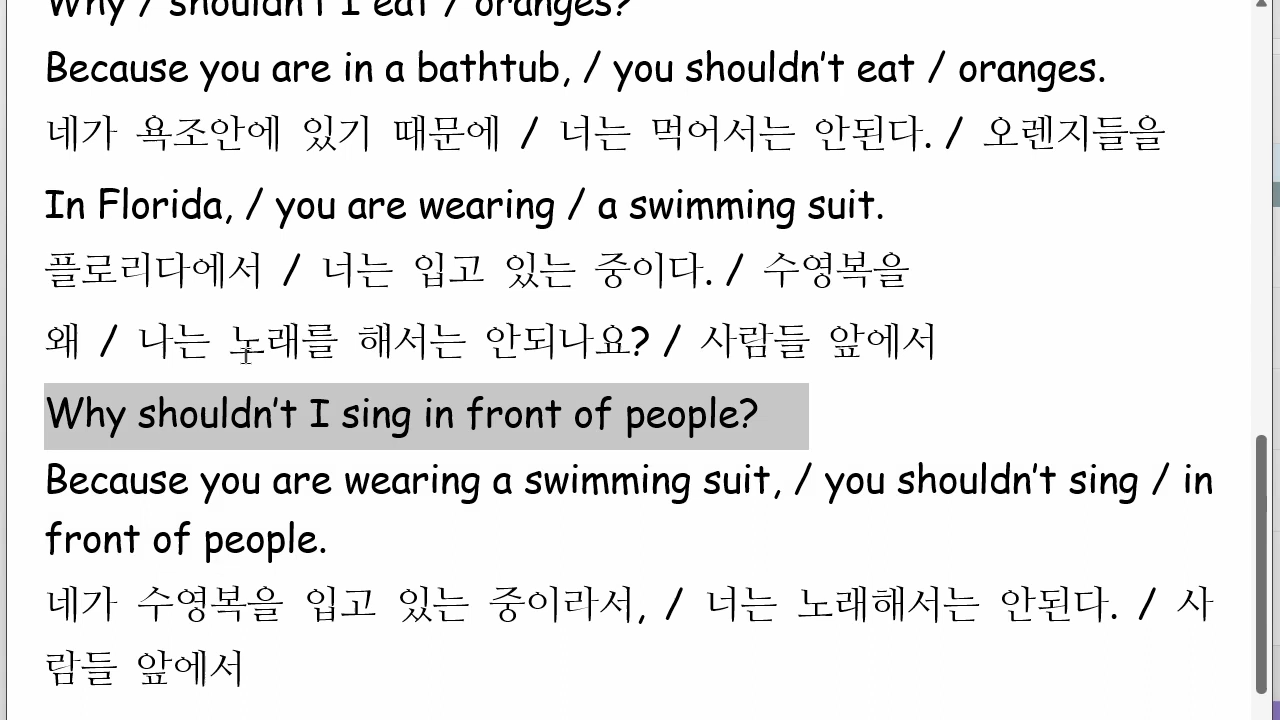 Why / shouldn't I eat / oranges?
Because you are in a bathtub, / you shouldn't eat / oranges.
네가 욕조안에 있기 때문에 / 너는 먹어서는 안된다. / 오렌지들을
In Florida, / you are wearing / a swimming suit.
플로리다에서 / 너는 입고 있는 중이다. / 수영복을
왜 / 나는 노래를 해서는 안되나요? / 사람들 앞에서
Why shouldn't I sing in front of people?
Because you are wearing a swimming suit, / you shouldn't sing / in
front of people.
네가 수영복을 입고 있는 중이라서, / 너는 노래해서는 안된다. / 사
람들 앞에서